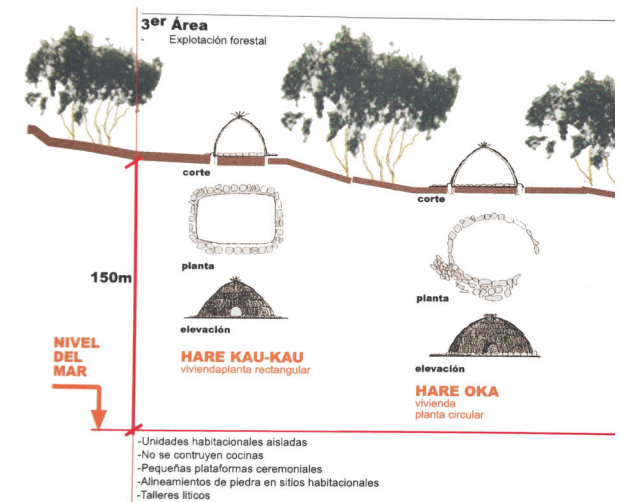 3er Área
- Explotación forestal
corte
planta
elevación
HARE KAU-KAU
viviendaplanta rectangular
150m
NIVEL
DEL
MAR
corte
planta
elevación
HARE OKA
vivienda
planta circular
-Unidades habitacionales aisladas
-No se contruyen cocinas
-Pequeñas plataformas ceremoniales
-Alineamientos de piedra en sitios habitacionales
-Talleres liticos